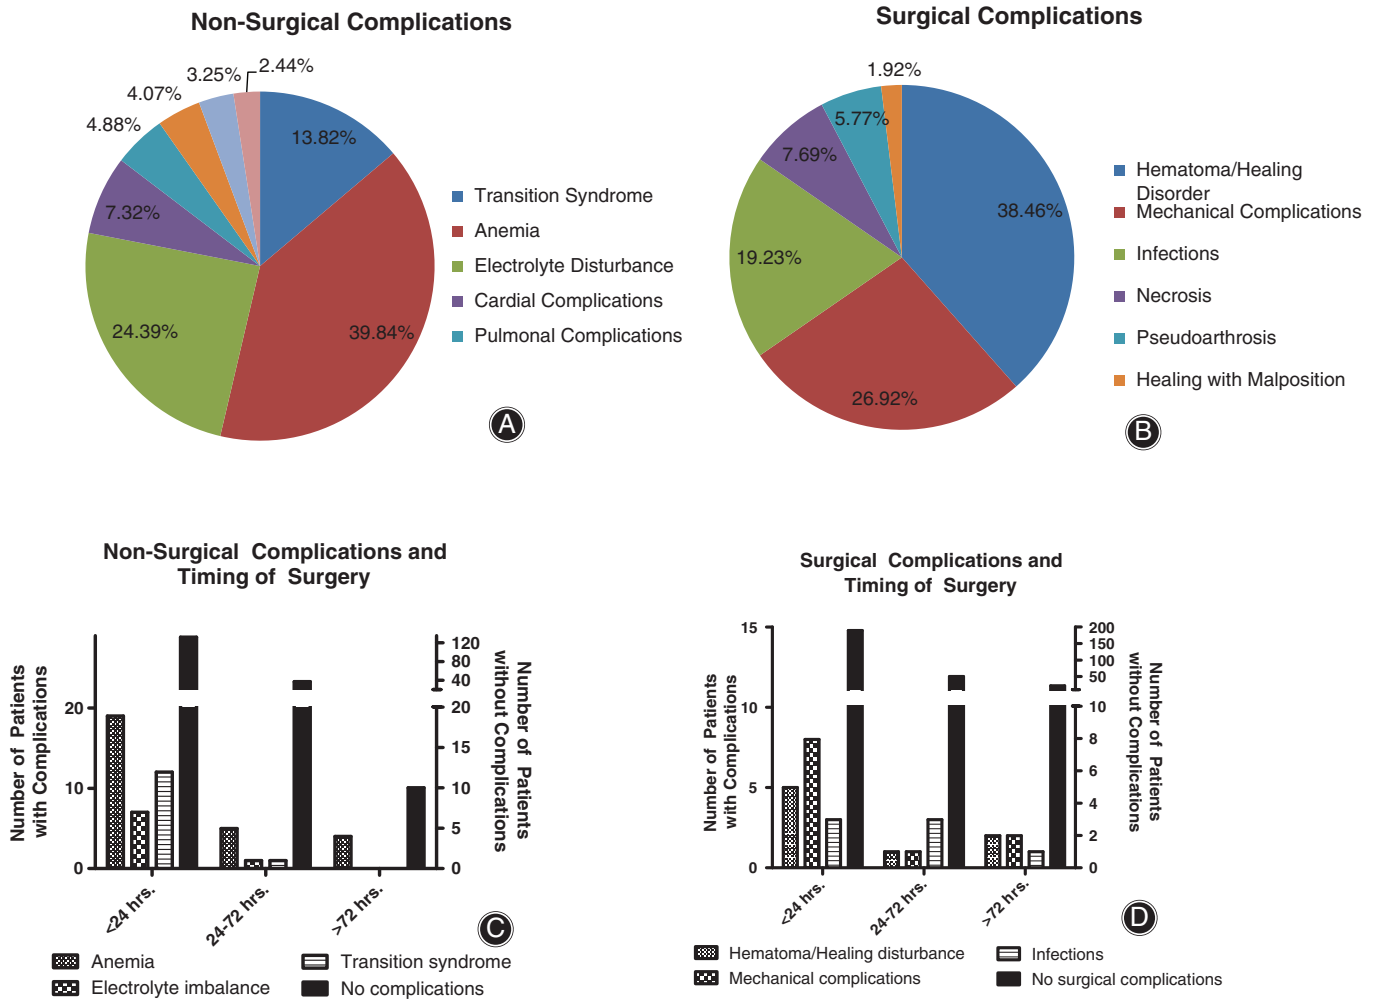 Non-Surgical Complications
2.44%
3.25%
4.07%
4.88%
13.82%
7.32%
24.39%
39.84%
Transition Syndrome
Anemia
Electrolyte Disturbance
Cardial Complications
Pulmonal Complications
A
Surgical Complications
1.92%
5.77%
7.69%
38.46%
19.23%
26.92%
Hematoma/Healing
Disorder
Mechanical Complications
Infections
Necrosis
Pseudoarthrosis
Healing with Malposition
B
Non-Surgical Complications and
Timing of Surgery
Number of Patients
with Complications
20
10
0
120
80
40
20
15
10
5
0
Number of Patients
without Complications
<24 hrs.
24-72 hrs.
>72 hrs.
C
Anemia
Electrolyte imbalance
Transition syndrome
No complications
Surgical Complications and
Timing of Surgery
Number of Patients
with Complications
15
10
5
0
200
150
100
50
10
8
6
4
2
0
Number of Patients
without Complications
<24 hrs.
24-72 hrs.
>72 hrs.
D
Hematoma/Healing disturbance
Mechanical complications
Infections
No surgical complications